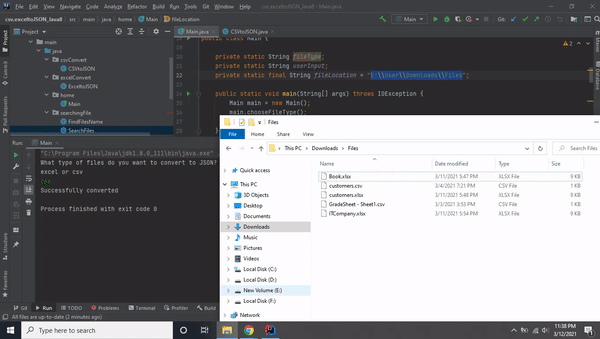 File Edit View Navigate Code Analyze Refactor Build Run Tools Git Window Help
csv.exceltoJSON_Java8
Main
fileLocation
Main
Git:
Project
main
java
csvConvert
CSVtoJSON
excelConvert
ExceltoJSON
home
Main
searchingFile
FindFilesName
SearchFiles
Main.java
CSVtoJSON.java
2
public class Main {
private static String fileType;
private static String userInput;
private static final String fileLocation = "E:\\User\\Downloads\\Files";
public static void main(String[] args) throws IOException {
Main main = new Main();
main.chooseFileType();
Run:
Main
"C:\Program Files\Java\jdk1.8.0_111\bin\java.exe"
What type of files do you want to convert to JSON?
excel or csv
csv
Successfully converted
Process finished with exit code 0
Structure
Favorites
Git
Run
TODO
Problems
Terminal
Profiler
Build
All files are up-to-date (2 minutes ago)
Files
File
Home
Share
View
This PC > Downloads > Files
Name
Date modified
Type
Size
Book.xlsx
3/11/2021 5:47 PM
XLSX File
9 KB
customers.csv
3/4/2021 7:21 PM
CSV File
1 KB
customers.xlsx
3/11/2021 5:48 PM
XLSX File
9 KB
GradeSheet - Sheet1.csv
3/3/2021 3:53 PM
CSV File
1 KB
ITCompany.xlsx
3/11/2021 5:54 PM
XLSX File
9 KB
Quick access
This PC
3D Objects
Desktop
Documents
Downloads
Music
Pictures
Videos
Local Disk (C:)
Local Disk (D:)
New Volume (E:)
Local Disk (F:)
Network
Type here to search
11:38 PM
3/12/2021